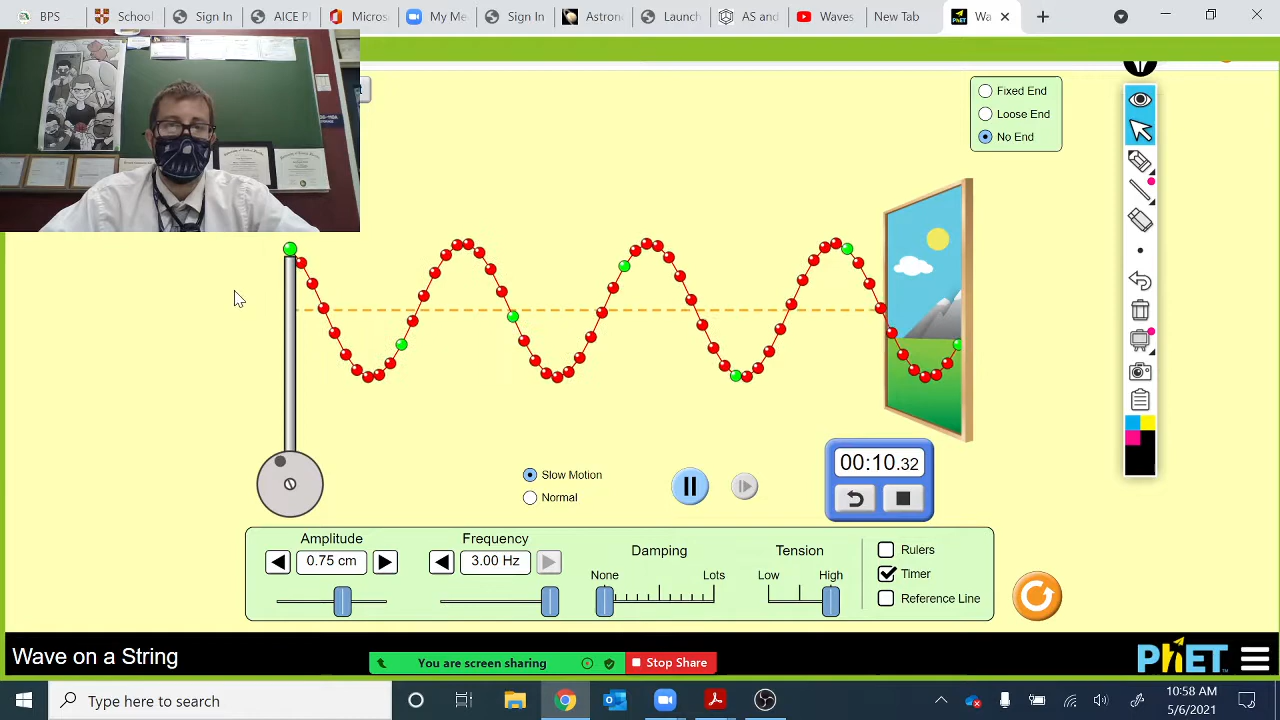 BPS
School
Sign In
AICE P
Micros
My Me
Sign In
Astron
Laun
AS and
Waves
New Tab
Wa
Fixed End
Loose End
No End
00:10.32
Slow Motion
Normal
Amplitude
0.75 cm
Frequency
3.00 Hz
Damping
None
Lots
Tension
Low
High
Rulers
Timer
Reference Line
Wave on a String
You are screen sharing
Stop Share
PhET
Type here to search
10:58 AM
5/6/2021